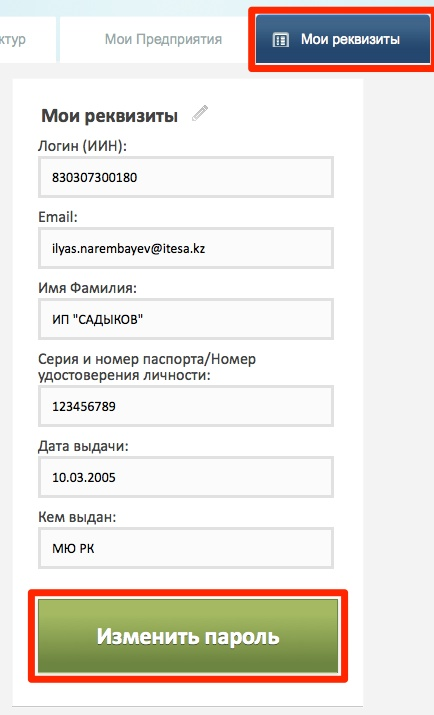 Мои Предприятия
Мои реквизиты
Мои реквизиты
Логин (ИИН):
830307300180
Email:
ilyas.narembayev@itesa.kz
Имя Фамилия:
ИП "САДЫКОВ"
Серия и номер паспорта/Номер
удостоверения личности:
123456789
Дата выдачи:
10.03.2005
Кем выдан:
МЮ РК
Изменить пароль